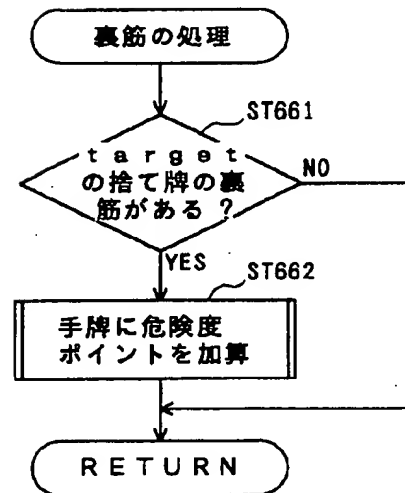 裏筋の処理
ST661
ｔａｒｇｅｔ
の捨て牌の裏
筋がある？
NO
YES
ST662
手牌に危険度
ポイントを加算
ＲＥＴＵＲＮ